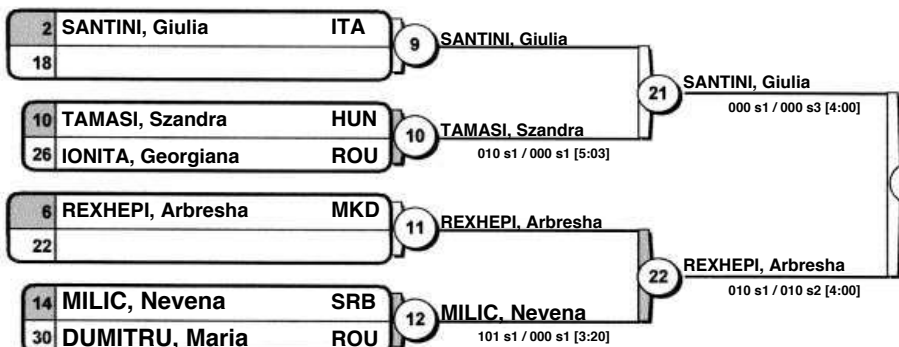 2 SANTINI, Giulia ITA
18
9 SANTINI, Giulia
21 SANTINI, Giulia
000 s1 / 000 s3 [4:00]
10 TAMASI, Szandra HUN
26 IONITA, Georgiana ROU
10 TAMASI, Szandra
010 s1 / 000 s1 [5:03]
6 REXHEPI, Arbresha MKD
22
11 REXHEPI, Arbresha
22 REXHEPI, Arbresha
010 s1 / 010 s2 [4:00]
14 MILIC, Nevena SRB
30 DUMITRU, Maria ROU
12 MILIC, Nevena
101 s1 / 000 s1 [3:20]